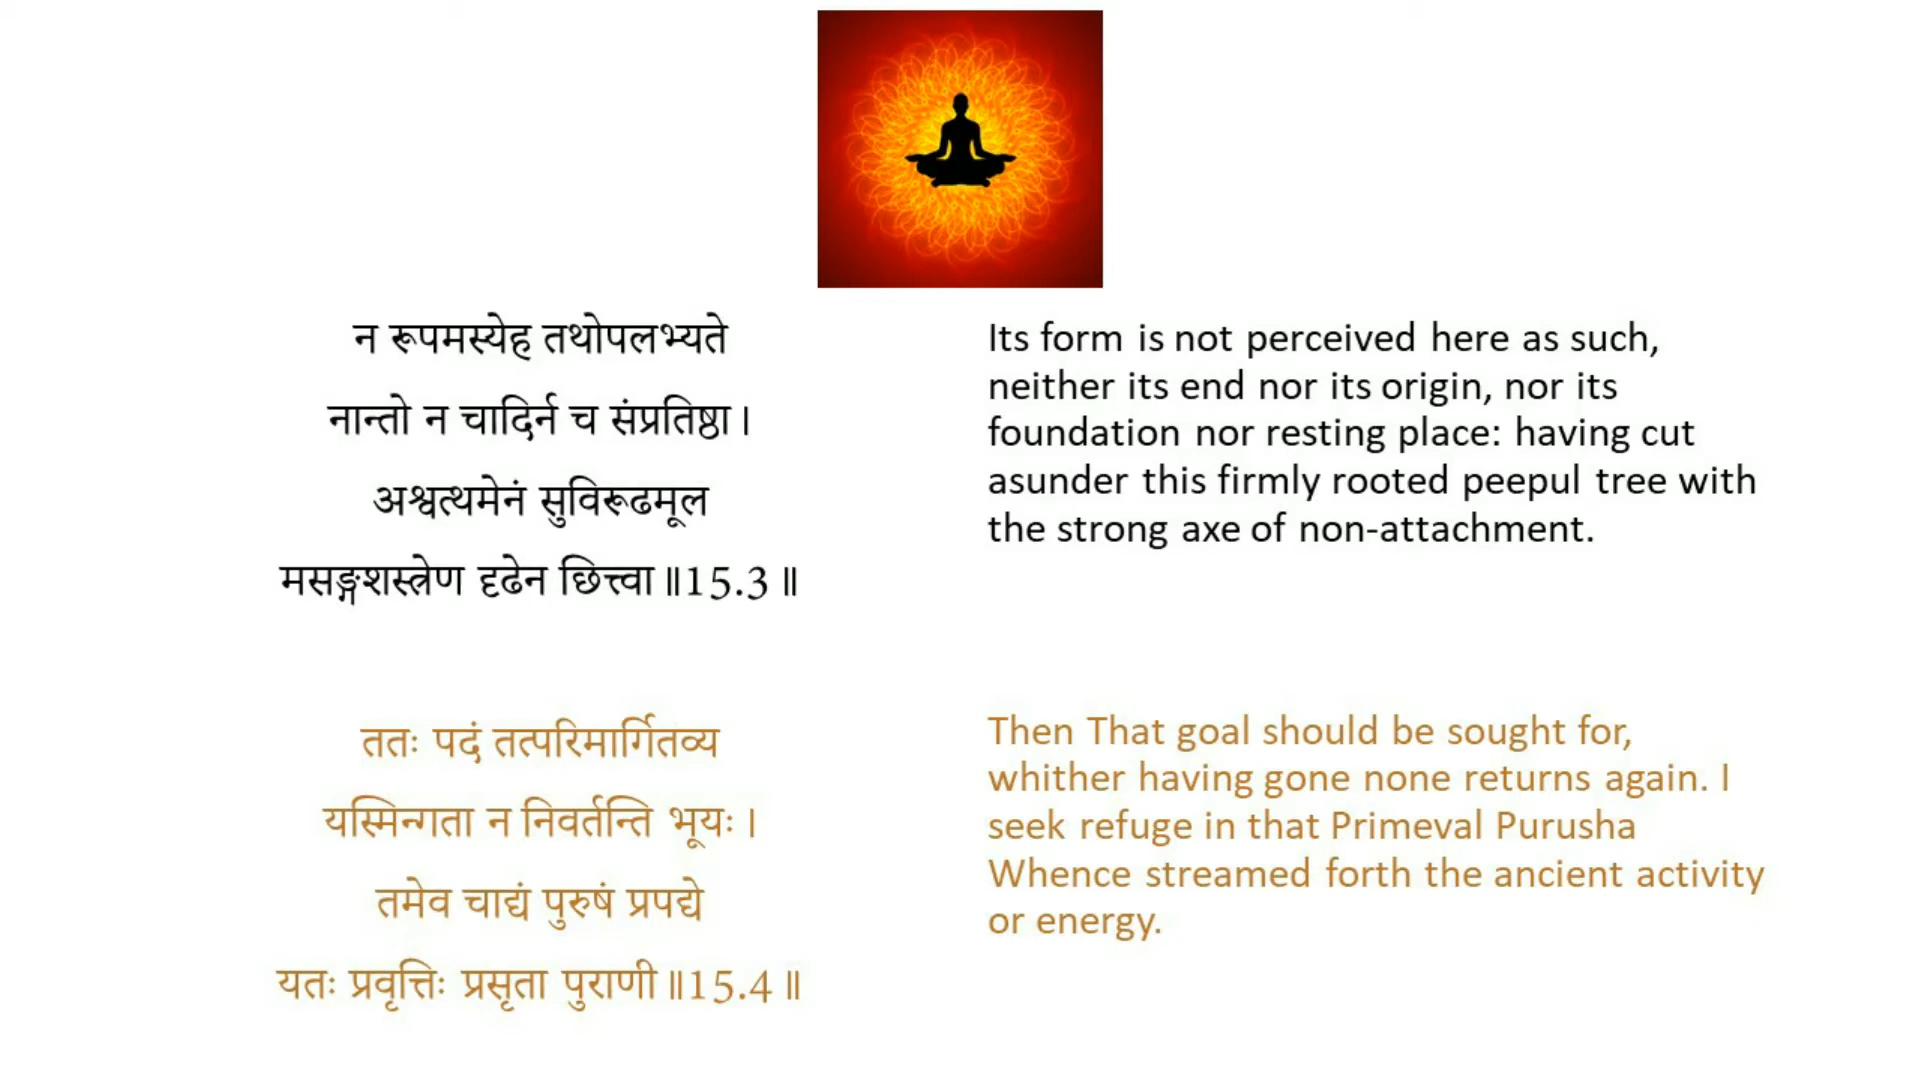 न रूपमस्येह तथोपलभ्यते
नान्तो न चादिर्न च संप्रतिष्ठा।
अश्वत्थमेनं सुविरूढमूल
मसङ्गशस्त्रेण दृढेन छित्त्वा॥15.3॥
Its form is not perceived here as such,
neither its end nor its origin, nor its
foundation nor resting place: having cut
asunder this firmly rooted peepul tree with
the strong axe of non-attachment.
ततः पदं तत्परिमार्गितव्य
यस्मिन्गता न निवर्तन्ति भूयः।
तमेव चाद्यं पुरुषं प्रपद्ये
यतः प्रवृत्तिः प्रसृता पुराणी॥15.4॥
Then That goal should be sought for,
whither having gone none returns again. I
seek refuge in that Primeval Purusha
Whence streamed forth the ancient activity
or energy.